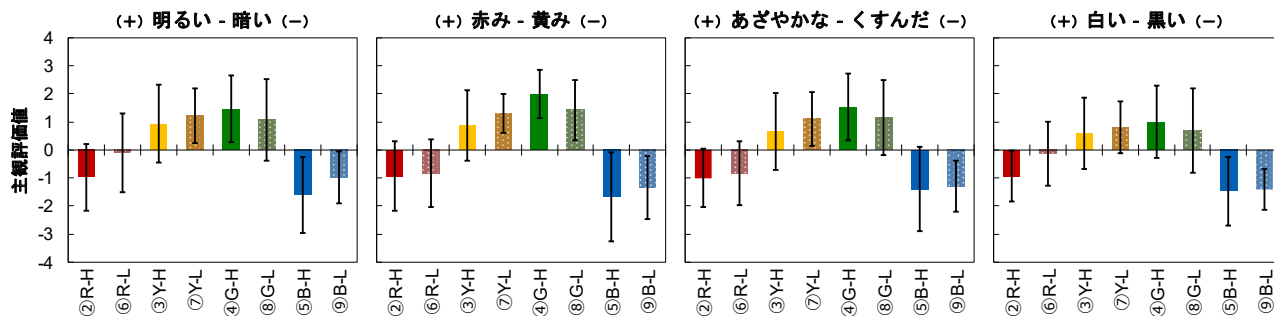 (+) 明るい - 暗い (−)
(+) 赤み - 黄み (−)
(+) あざやかな - くすんだ (−)
(+) 白い - 黒い (−)
主観評価値
4
3
2
1
0
-1
-2
-3
-4
②R-H
⑥R-L
③Y-H
⑦Y-L
④G-H
⑧G-L
⑤B-H
⑨B-L
②R-H
⑥R-L
③Y-H
⑦Y-L
④G-H
⑧G-L
⑤B-H
⑨B-L
②R-H
⑥R-L
③Y-H
⑦Y-L
④G-H
⑧G-L
⑤B-H
⑨B-L
②R-H
⑥R-L
③Y-H
⑦Y-L
④G-H
⑧G-L
⑤B-H
⑨B-L